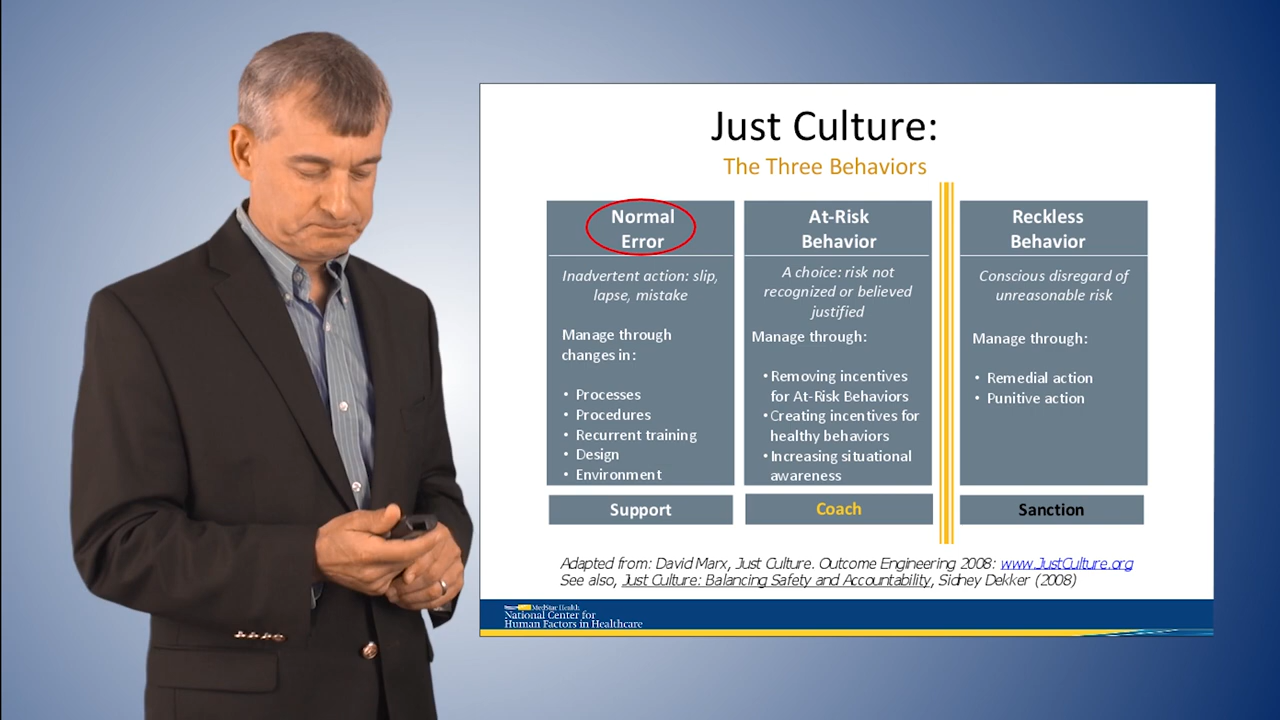 Just Culture:
The Three Behaviors
Normal
Error
Inadvertent action: slip,
lapse, mistake
Manage through
changes in:
• Processes
• Procedures
• Recurrent training
• Design
• Environment
Support
At-Risk
Behavior
A choice: risk not
recognized or believed
justified
Manage through:
• Removing incentives
for At-Risk Behaviors
• Creating incentives for
healthy behaviors
• Increasing situational
awareness
Coach
Reckless
Behavior
Conscious disregard of
unreasonable risk
Manage through:
• Remedial action
• Punitive action
Sanction
Adapted from: David Marx, Just Culture. Outcome Engineering 2008: www.JustCulture.org
See also, Just Culture: Balancing Safety and Accountability, Sidney Dekker (2008)
MedStar Health
National Center for
Human Factors in Healthcare